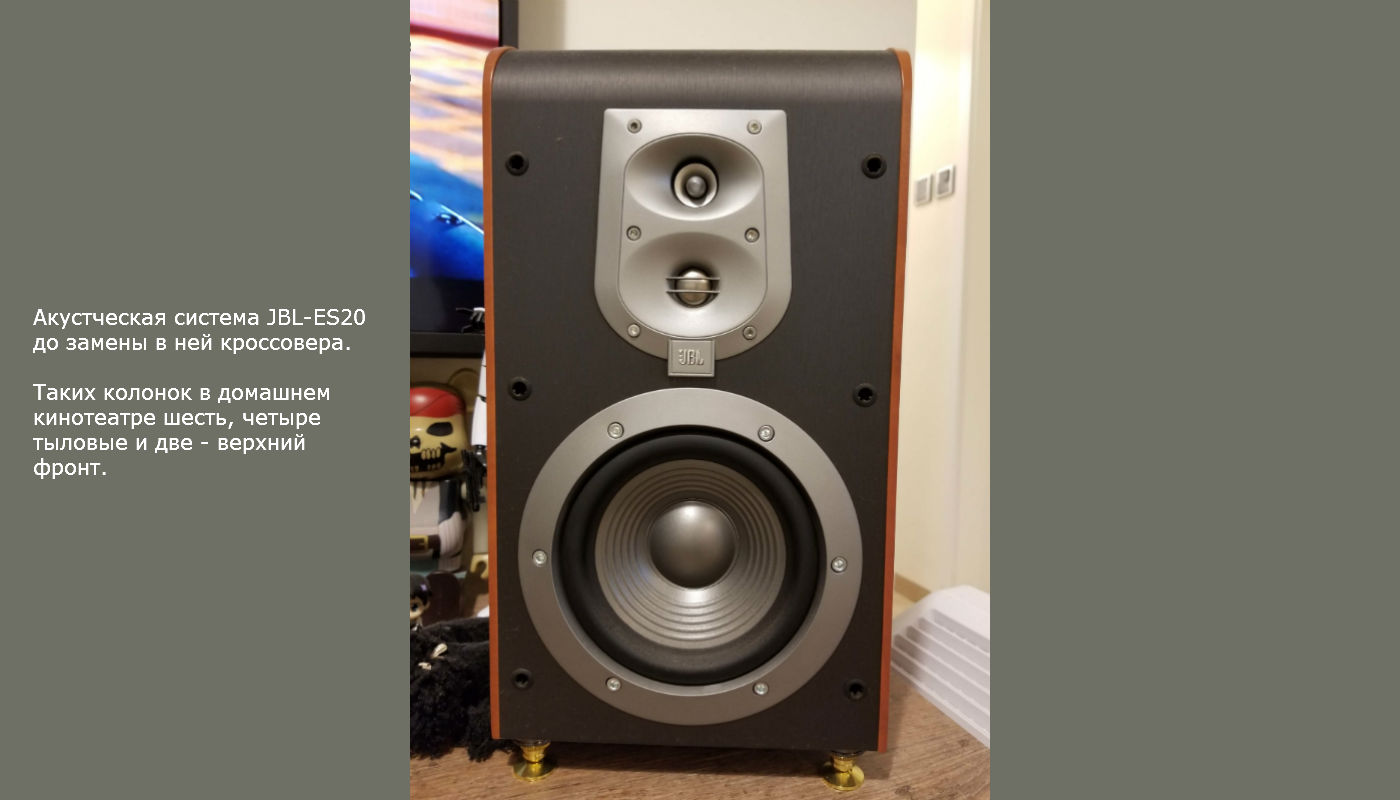 Акустческая система JBL-ES20
до замены в ней кроссовера.
Таких колонок в домашнем
кинотеатре шесть, четыре
тыловые и две - верхний
фронт.
JBL